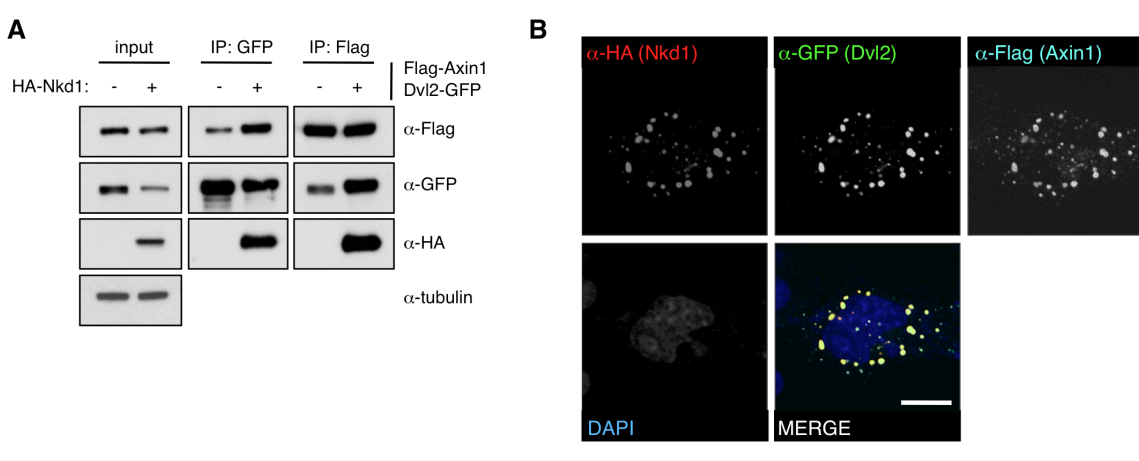 A
input
IP: GFP
IP: Flag
HA-Nkd1:
- + - + - +
Flag-Axin1
Dvl2-GFP
α-Flag
α-GFP
α-HA
α-tubulin
B
α-HA (Nkd1)
α-GFP (Dvl2)
α-Flag (Axin1)
DAPI
MERGE